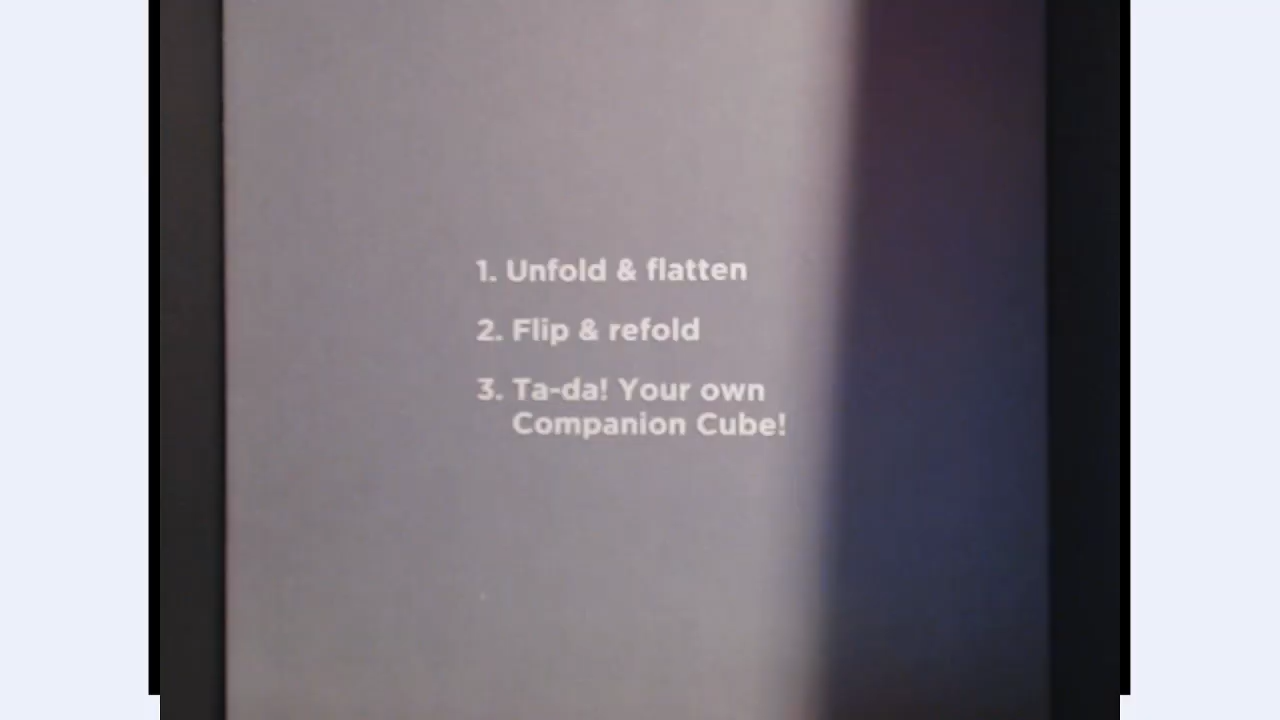 1. Unfold & flatten
2. Flip & refold
3. Ta-da! Your own
Companion Cube!